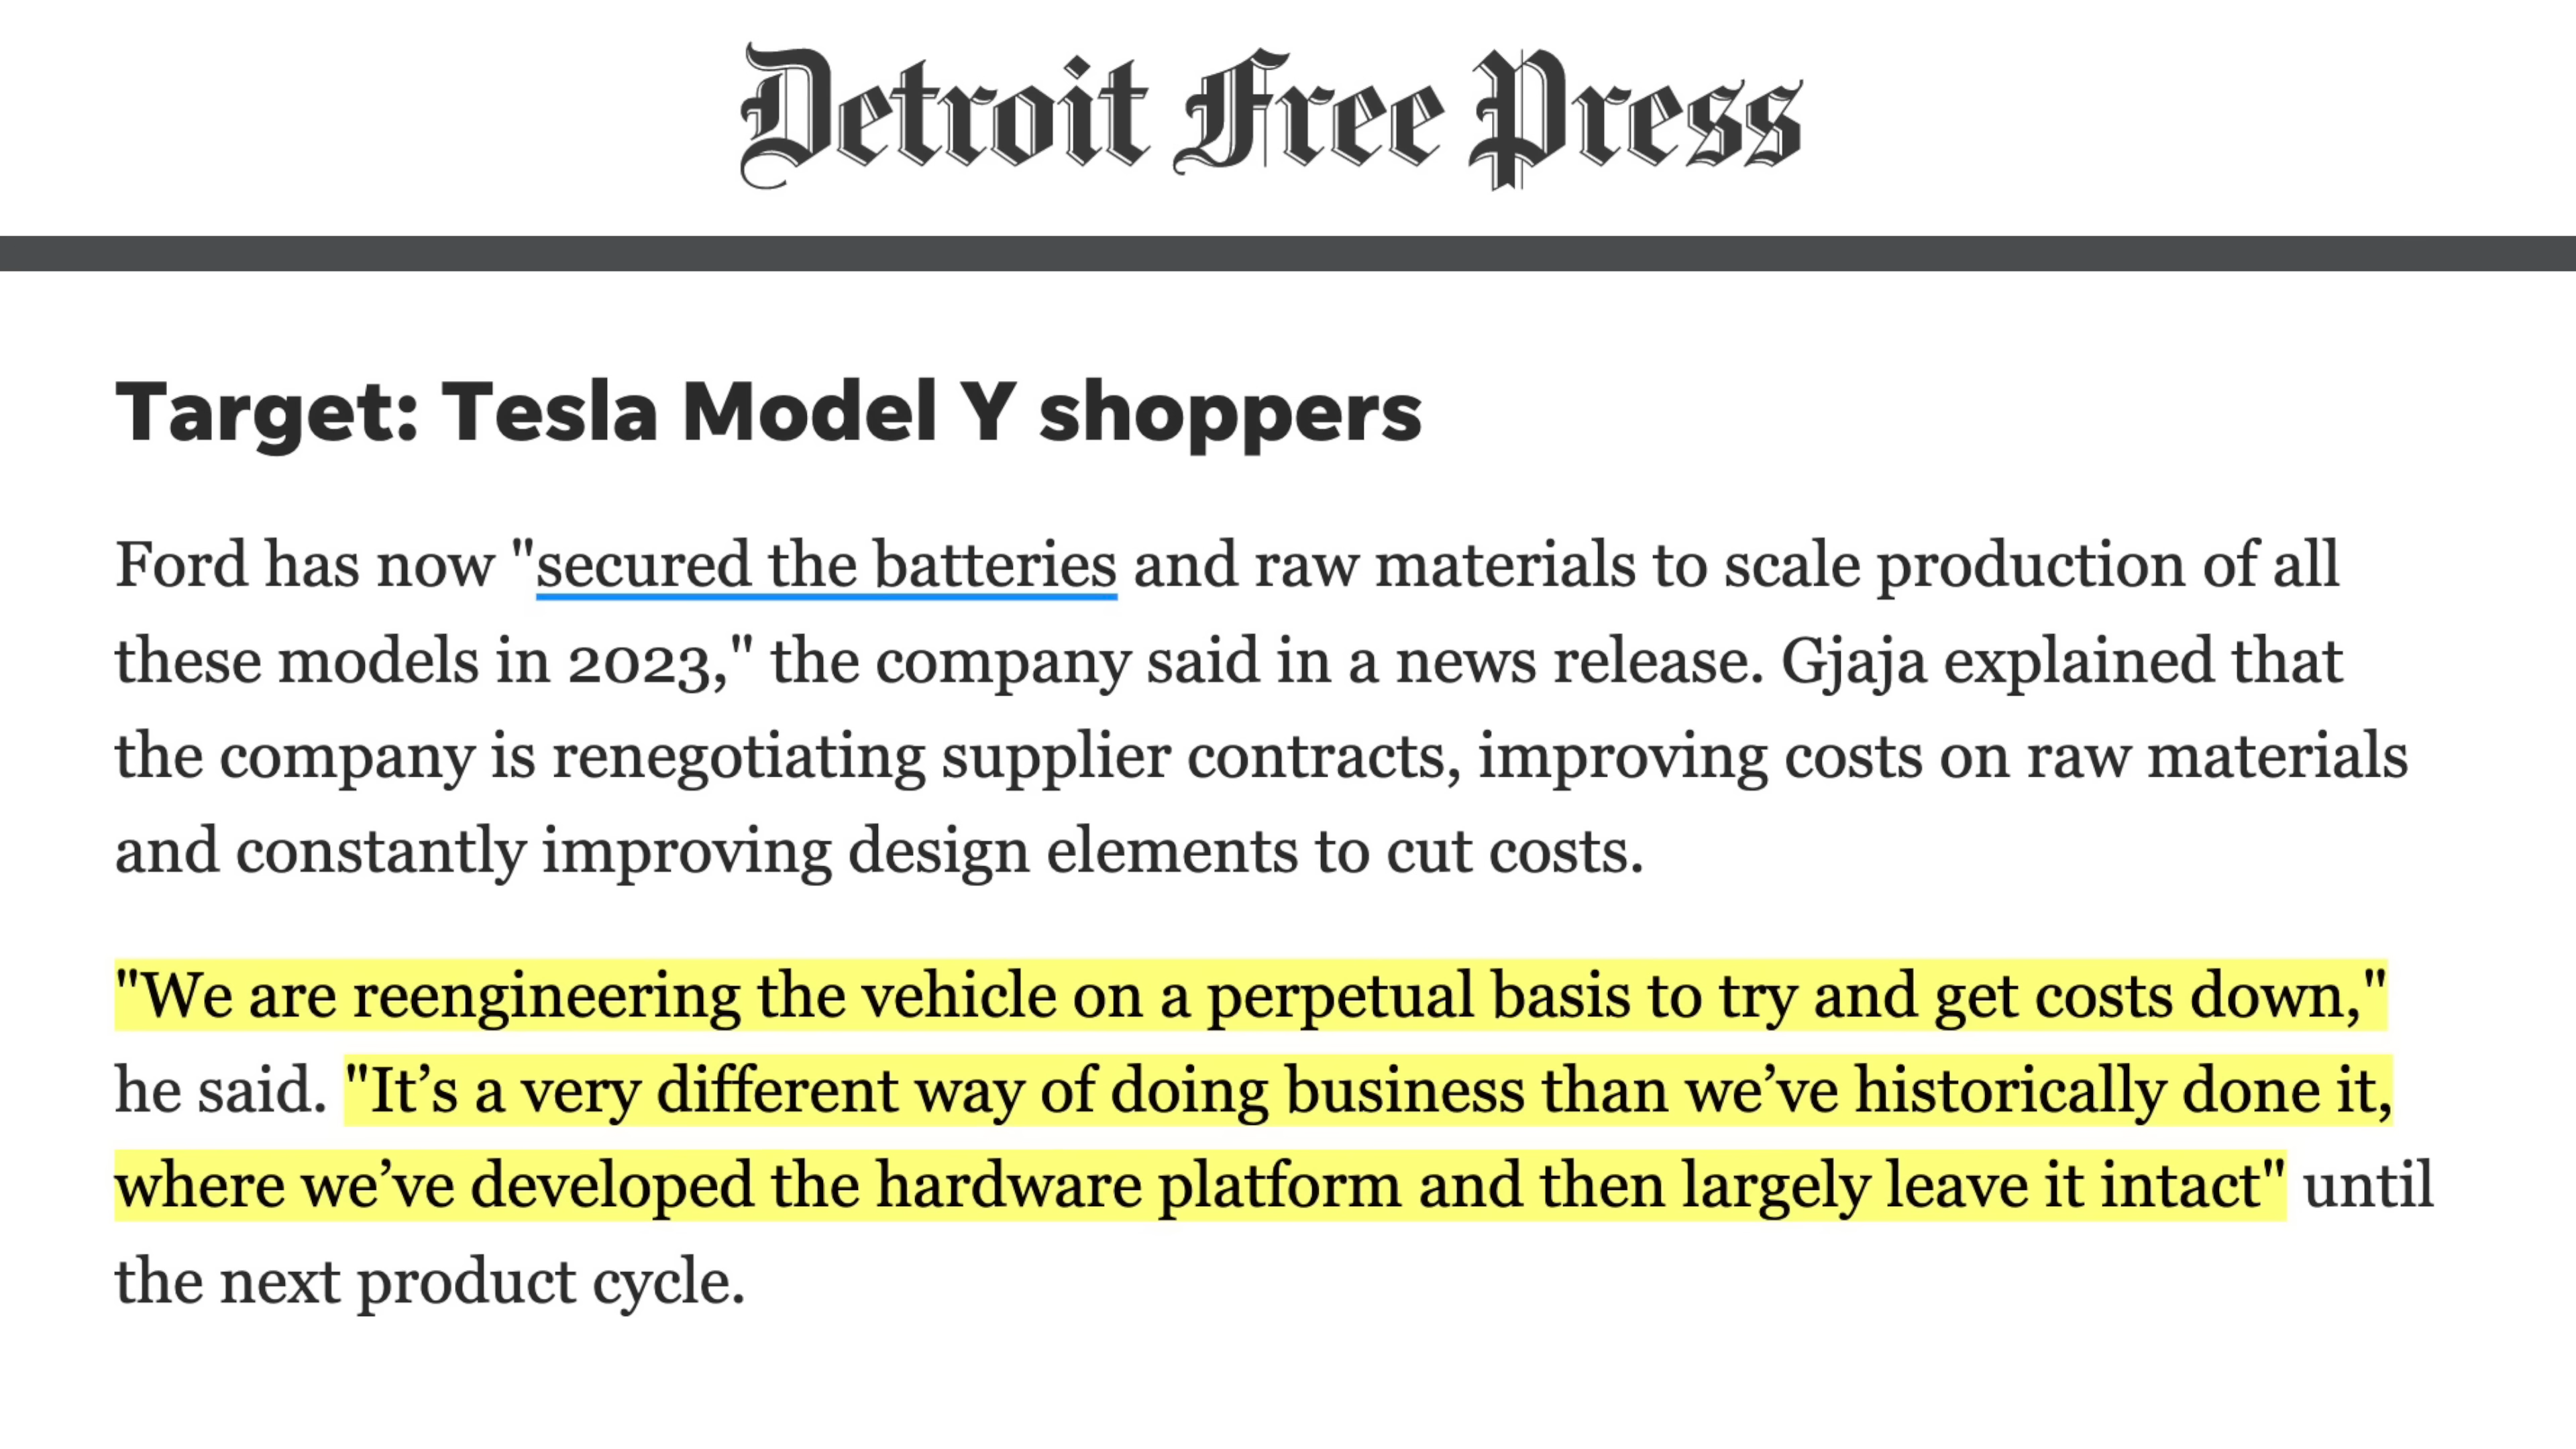 Detroit Free Press
Target: Tesla Model Y shoppers
Ford has now "secured the batteries and raw materials to scale production of all
these models in 2023," the company said in a news release. Gjaja explained that
the company is renegotiating supplier contracts, improving costs on raw materials
and constantly improving design elements to cut costs.
"We are reengineering the vehicle on a perpetual basis to try and get costs down,"
he said. "It’s a very different way of doing business than we’ve historically done it,
where we’ve developed the hardware platform and then largely leave it intact" until
the next product cycle.